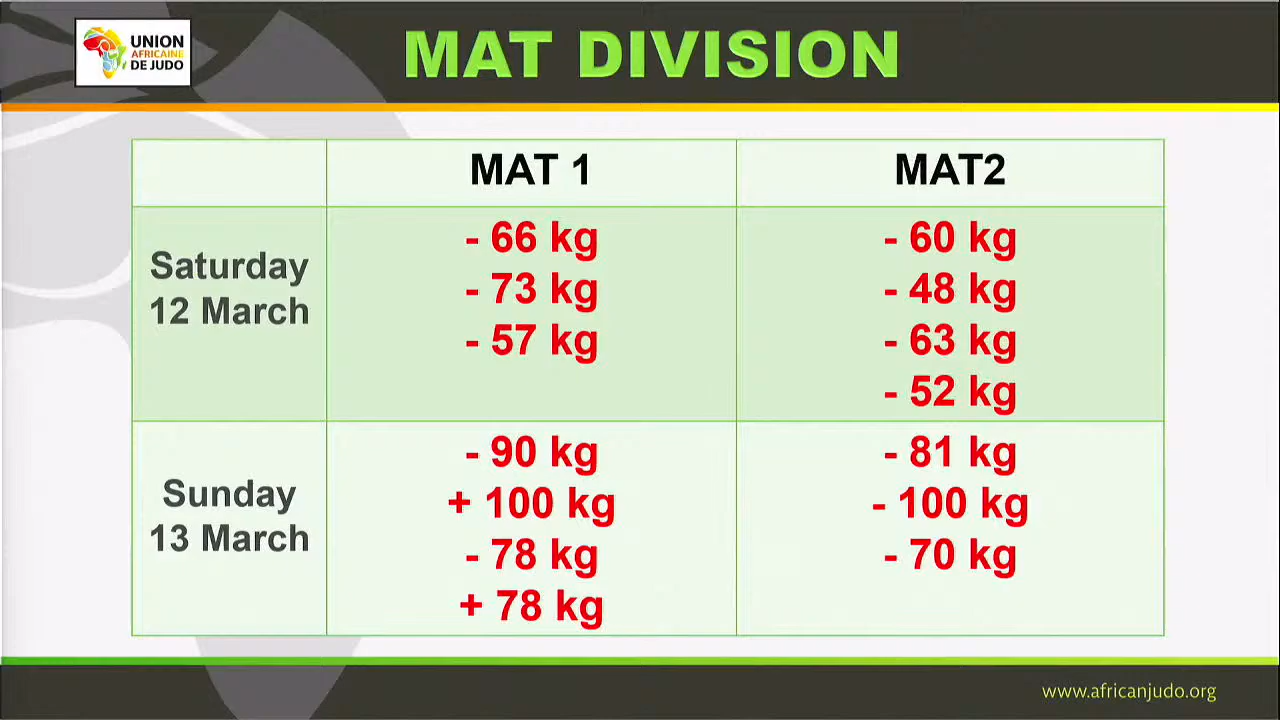 UNION
AFRICAINE
DE JUDO
MAT DIVISION
MAT 1
MAT2
Saturday
12 March
- 66 kg
- 73 kg
- 57 kg
- 60 kg
- 48 kg
- 63 kg
- 52 kg
Sunday
13 March
- 90 kg
+ 100 kg
- 78 kg
+ 78 kg
- 81 kg
- 100 kg
- 70 kg
www.africanjudo.org